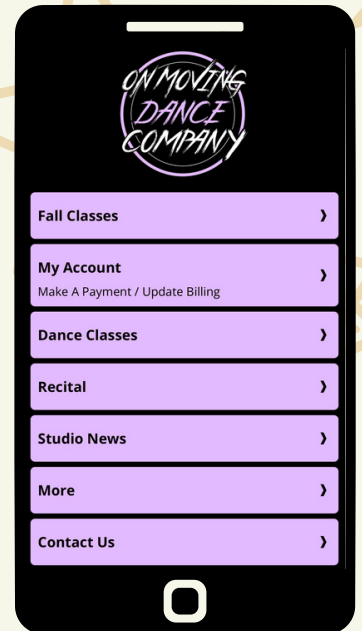 ON MOVING
DANCE
COMPANY
Fall Classes
My Account
Make A Payment / Update Billing
Dance Classes
Recital
Studio News
More
Contact Us